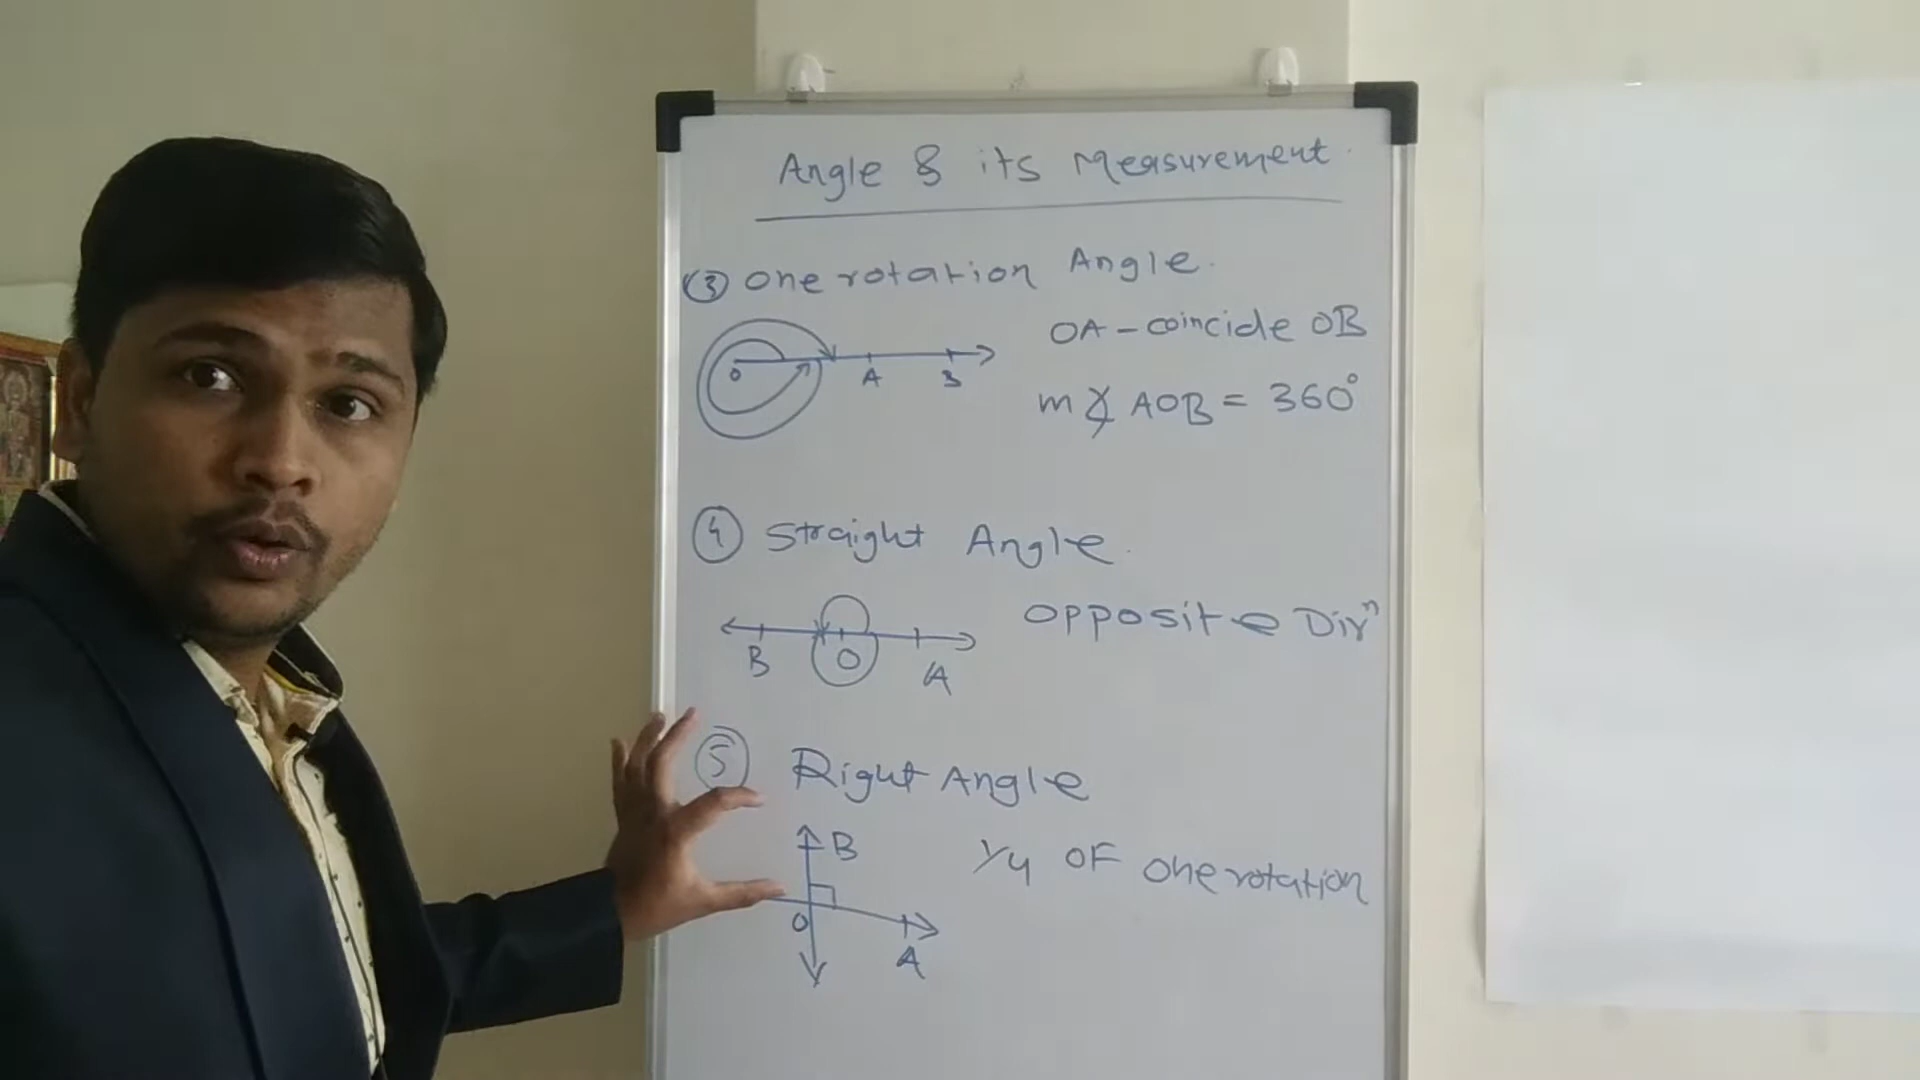 Angle & its Measurement
③ One rotation Angle.
OA - coincide OB
O A B
m∡ AOB = 360°
④ Straight Angle.
Opposite Dirⁿ
B O A
⑤ Right Angle
B
1/4 OF One rotation
O
A